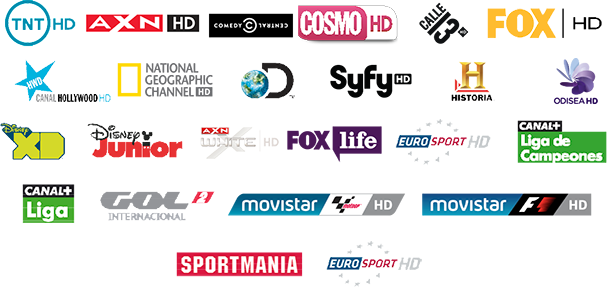 TNT HD
AXN HD
COMEDY CENTRAL
COSMO HD
CALLE 13 HD
FOX HD
HWD
CANAL HOLLYWOOD HD
NATIONAL
GEOGRAPHIC
CHANNEL HD
D
Syfy HD
H
HISTORIA
ODISEA HD
Disney
XD
Disney
Junior
AXN
WHITE HD
FOX life
EUROSPORT HD
CANAL+
Liga de
Campeones
CANAL+
Liga
GOL 2
INTERNACIONAL
movistar motoGP HD
movistar F1 HD
SPORTMANIA
EUROSPORT HD